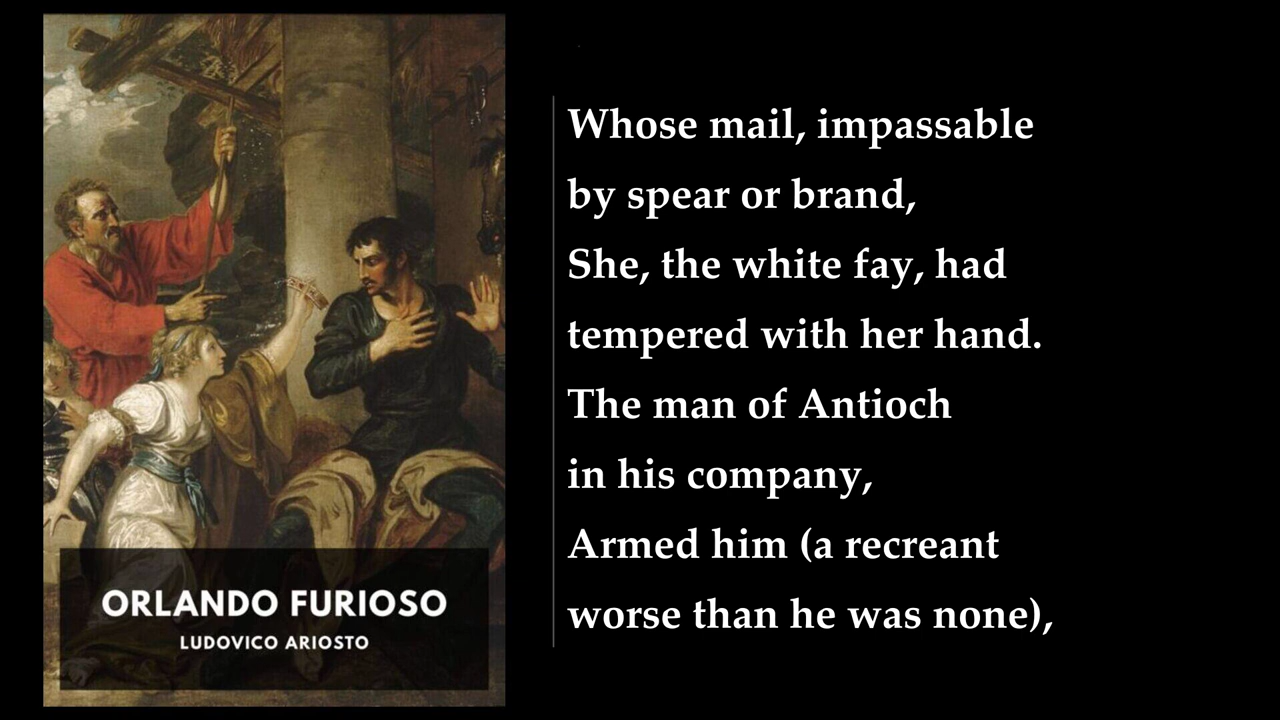 ORLANDO FURIOSO
LUDOVICO ARIOSTO
Whose mail, impassable
by spear or brand,
She, the white fay, had
tempered with her hand.
The man of Antioch
in his company,
Armed him (a recreant
worse than he was none),